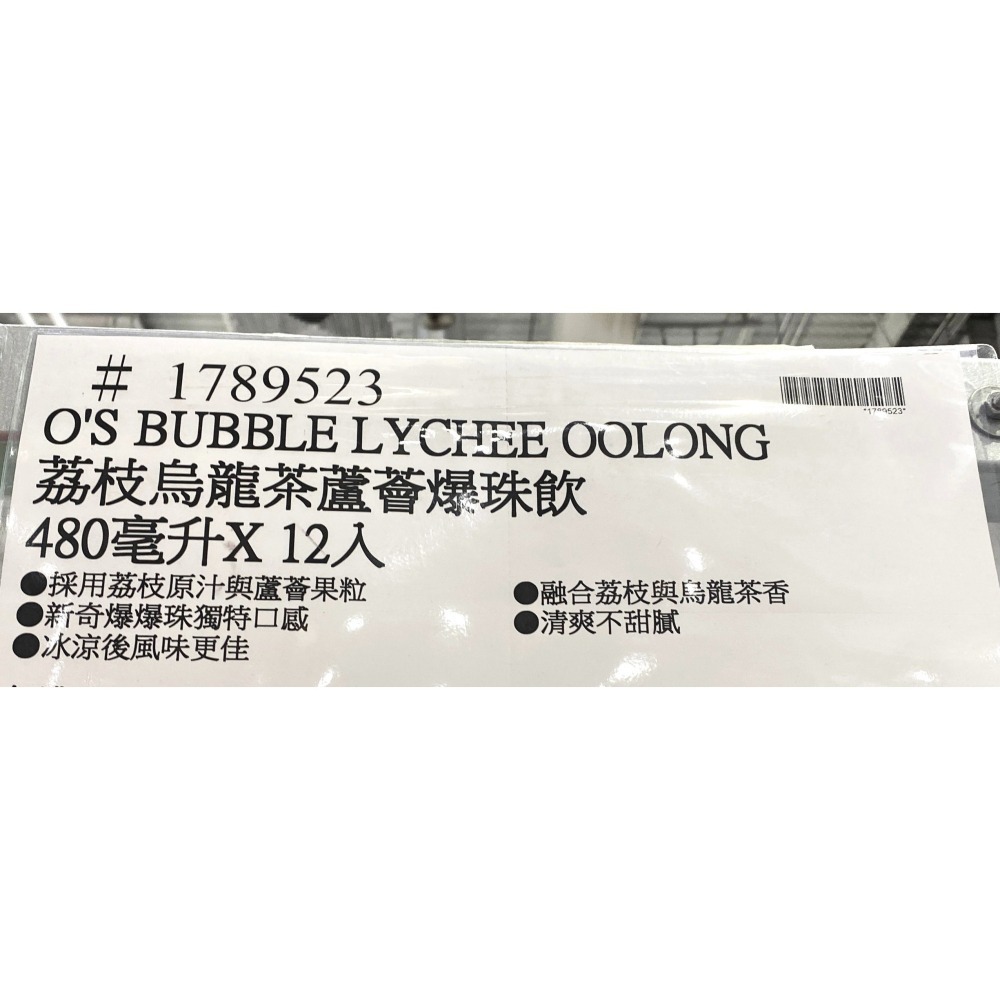 # 1789523
*1789523*
O'S BUBBLE LYCHEE OOLONG
荔枝烏龍茶蘆薈爆珠飲
480毫升X 12入
●採用荔枝原汁與蘆薈果粒
●融合荔枝與烏龍茶香
●新奇爆爆珠獨特口感
●清爽不甜膩
●冰涼後風味更佳